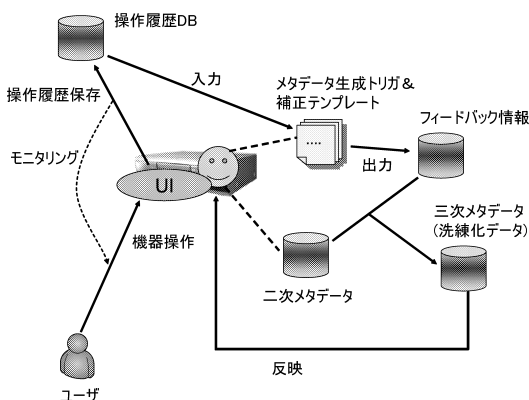 操作履歴DB
入力
メタデータ生成トリガ&
補正テンプレート
操作履歴保存
フィードバック情報
....
モニタリング
出力
UI
三次メタデータ
(洗練化データ)
機器操作
二次メタデータ
反映
ユーザ